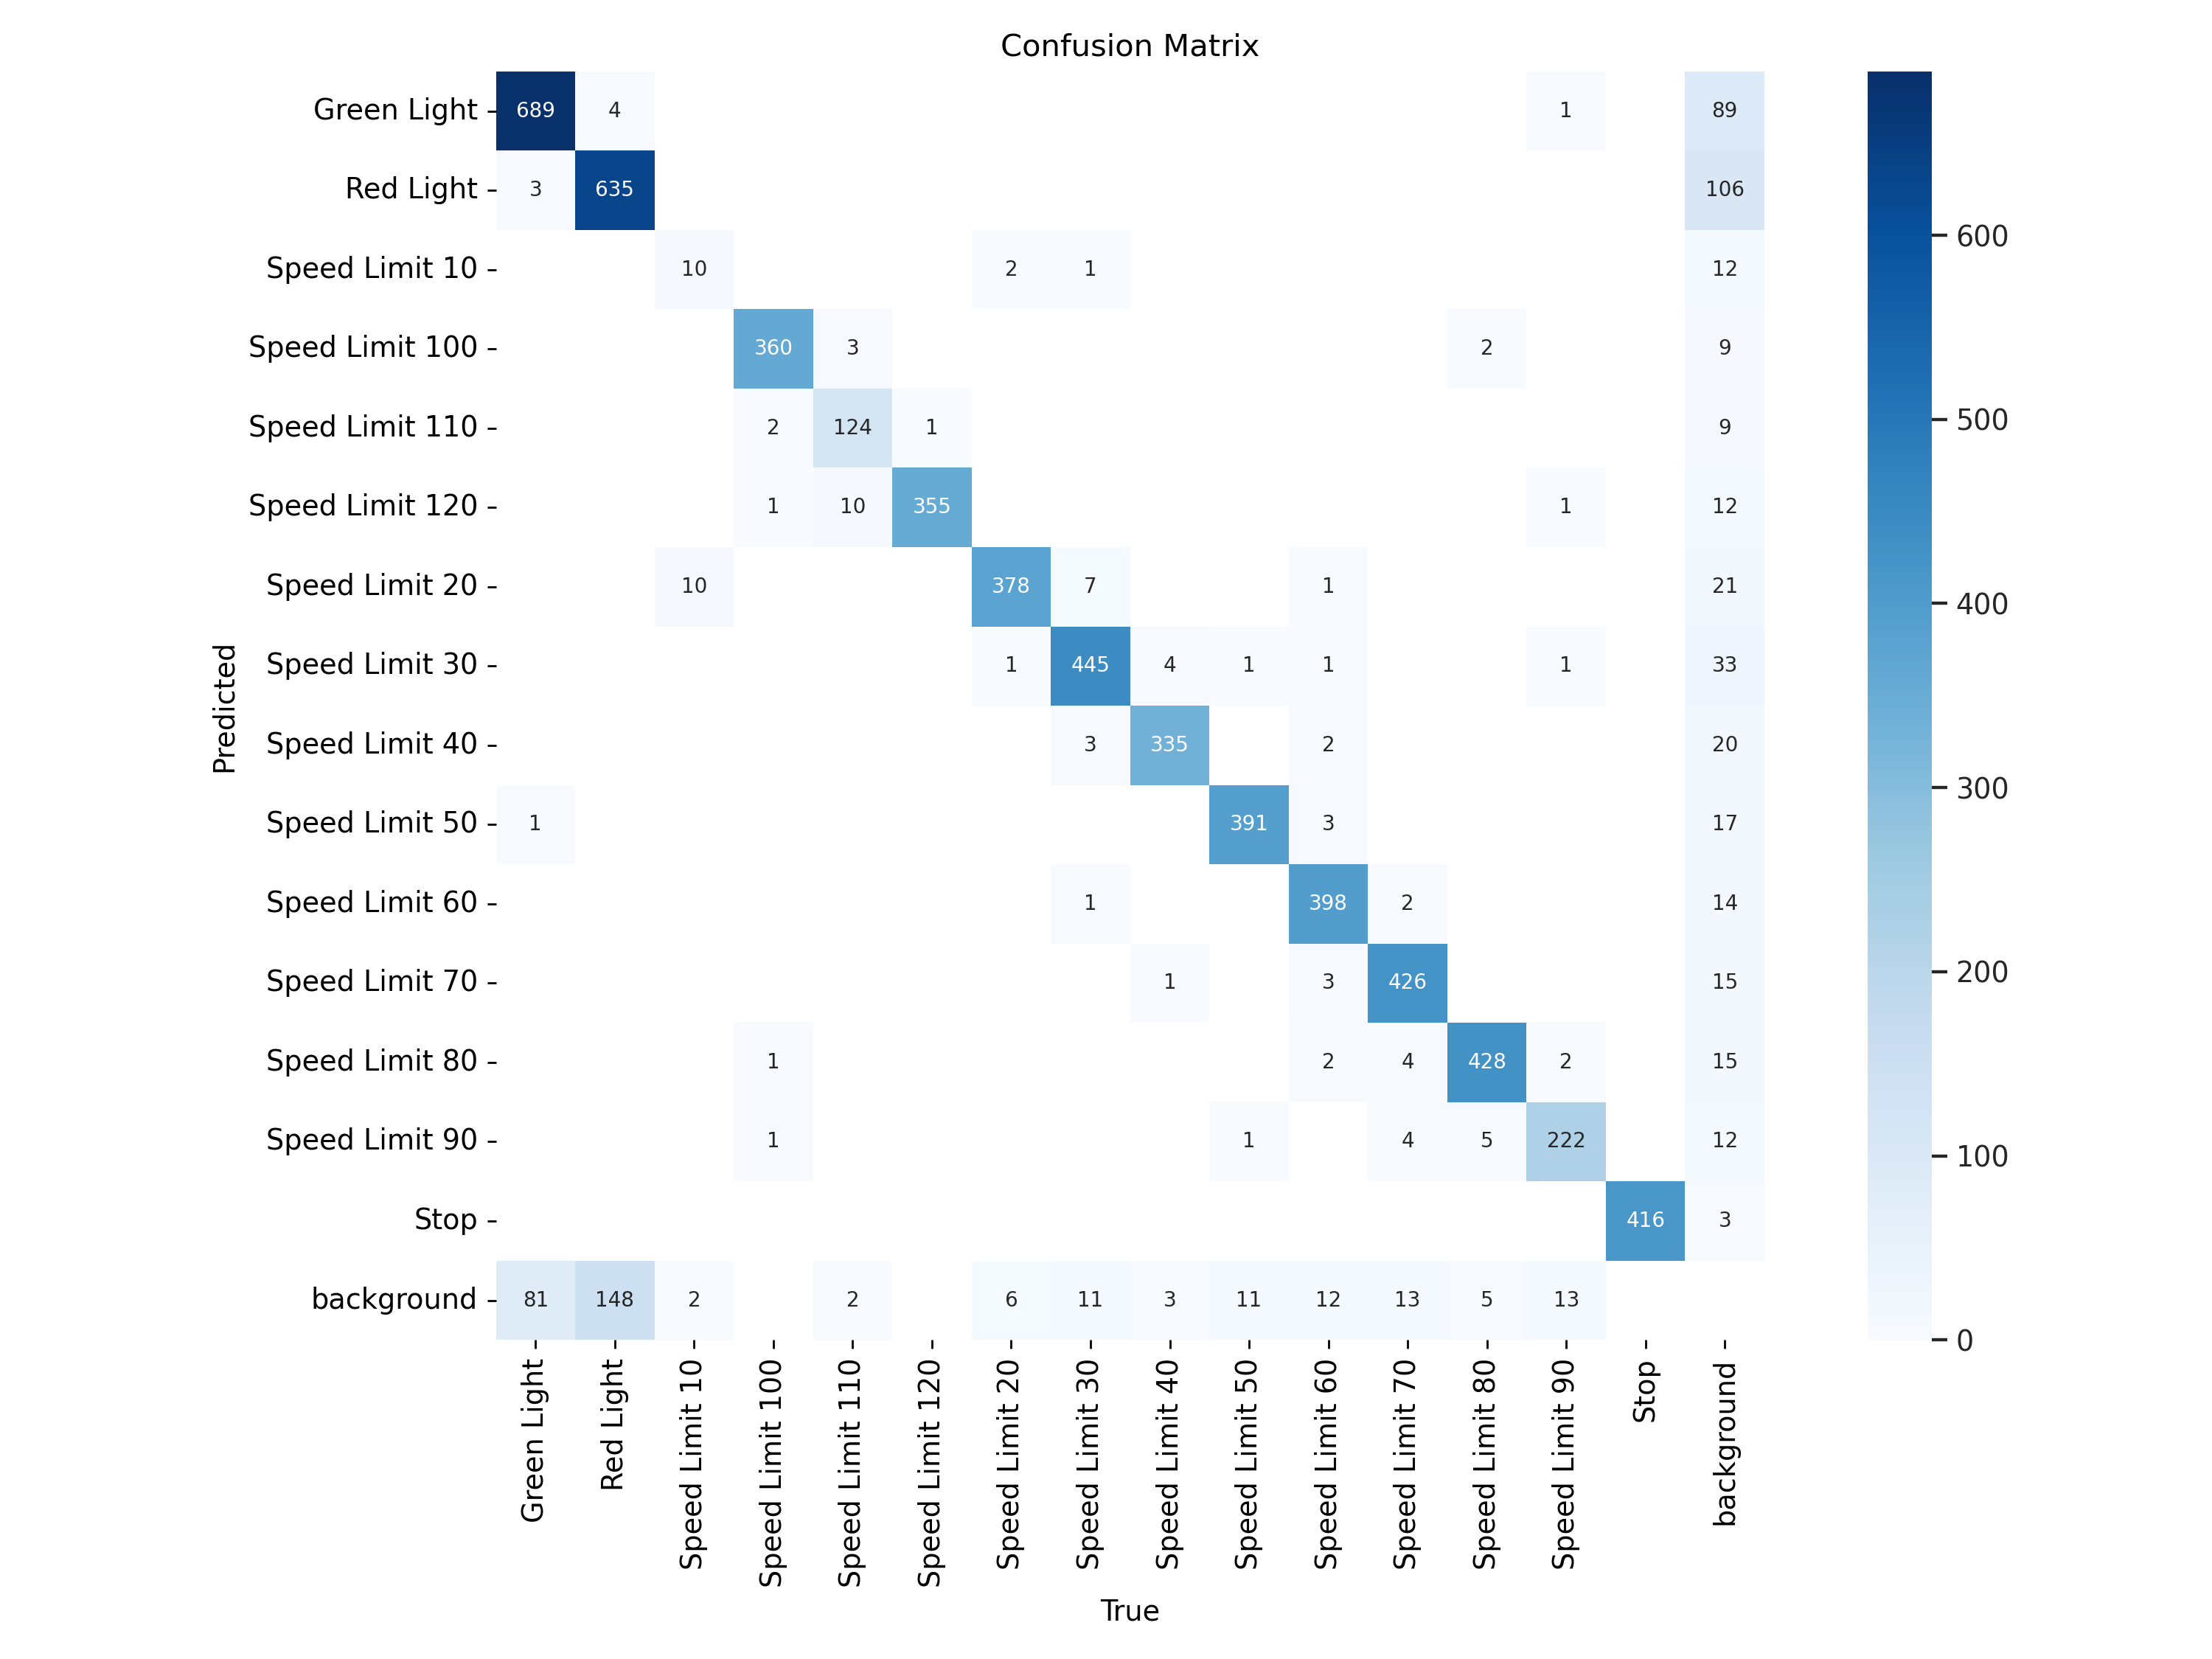 Confusion Matrix
Green Light 689 4 1 89
Red Light 3 635 106
Speed Limit 10 10 2 1 12
Speed Limit 100 360 3 2 9
Speed Limit 110 2 124 1 9
Speed Limit 120 1 10 355 1 12
Speed Limit 20 10 378 7 1 21
Speed Limit 30 1 445 4 1 1 1 33
Speed Limit 40 3 335 2 20
Speed Limit 50 1 391 3 17
Speed Limit 60 1 398 2 14
Speed Limit 70 1 3 426 15
Speed Limit 80 1 2 4 428 2 15
Speed Limit 90 1 1 4 5 222 12
Stop 416 3
background 81 148 2 2 6 11 3 11 12 13 5 13
Predicted
Green Light
Red Light
Speed Limit 10
Speed Limit 100
Speed Limit 110
Speed Limit 120
Speed Limit 20
Speed Limit 30
Speed Limit 40
Speed Limit 50
Speed Limit 60
Speed Limit 70
Speed Limit 80
Speed Limit 90
Stop
background
True
600
500
400
300
200
100
0